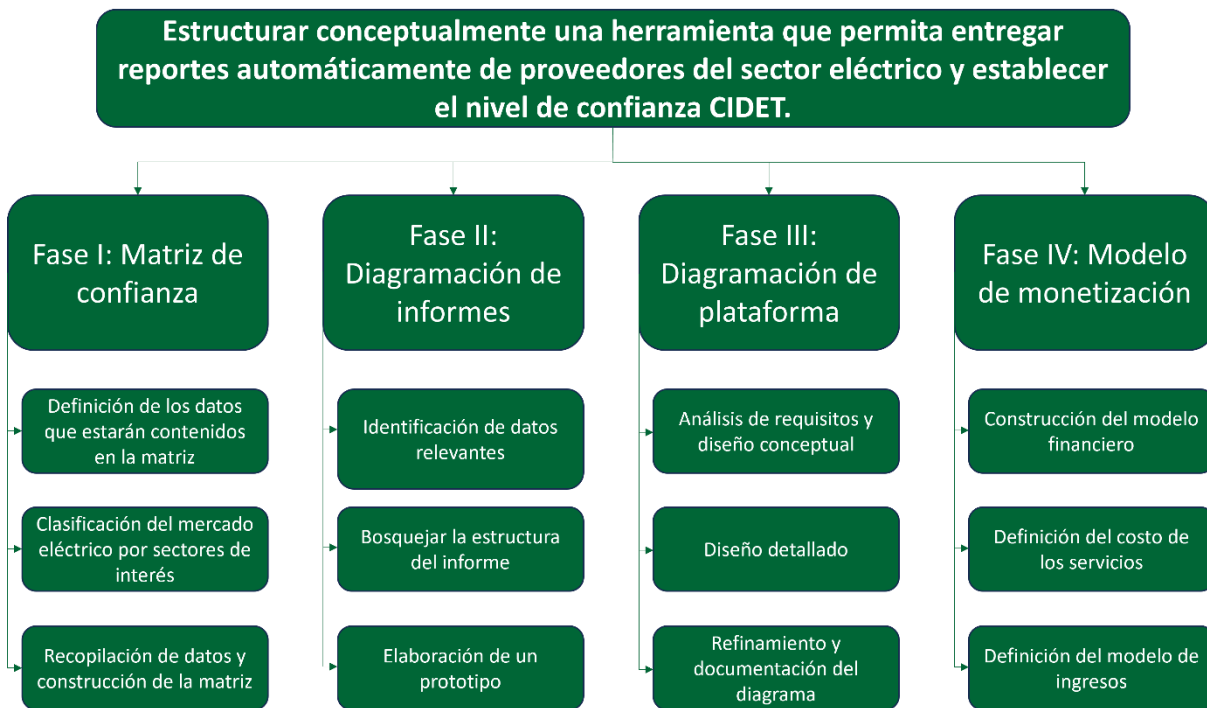 Estructurar conceptualmente una herramienta que permita entregar
reportes automáticamente de proveedores del sector eléctrico y establecer
el nivel de confianza CIDET.
Fase I: Matriz de
confianza
Definición de los datos
que estarán contenidos
en la matriz
Clasificación del mercado
eléctrico por sectores de
interés
Recopilación de datos y
construcción de la matriz
Fase II:
Diagramación de
informes
Identificación de datos
relevantes
Bosquejar la estructura
del informe
Elaboración de un
prototipo
Fase III:
Diagramación de
plataforma
Análisis de requisitos y
diseño conceptual
Diseño detallado
Refinamiento y
documentación del
diagrama
Fase IV: Modelo
de monetización
Construcción del modelo
financiero
Definición del costo de
los servicios
Definición del modelo de
ingresos